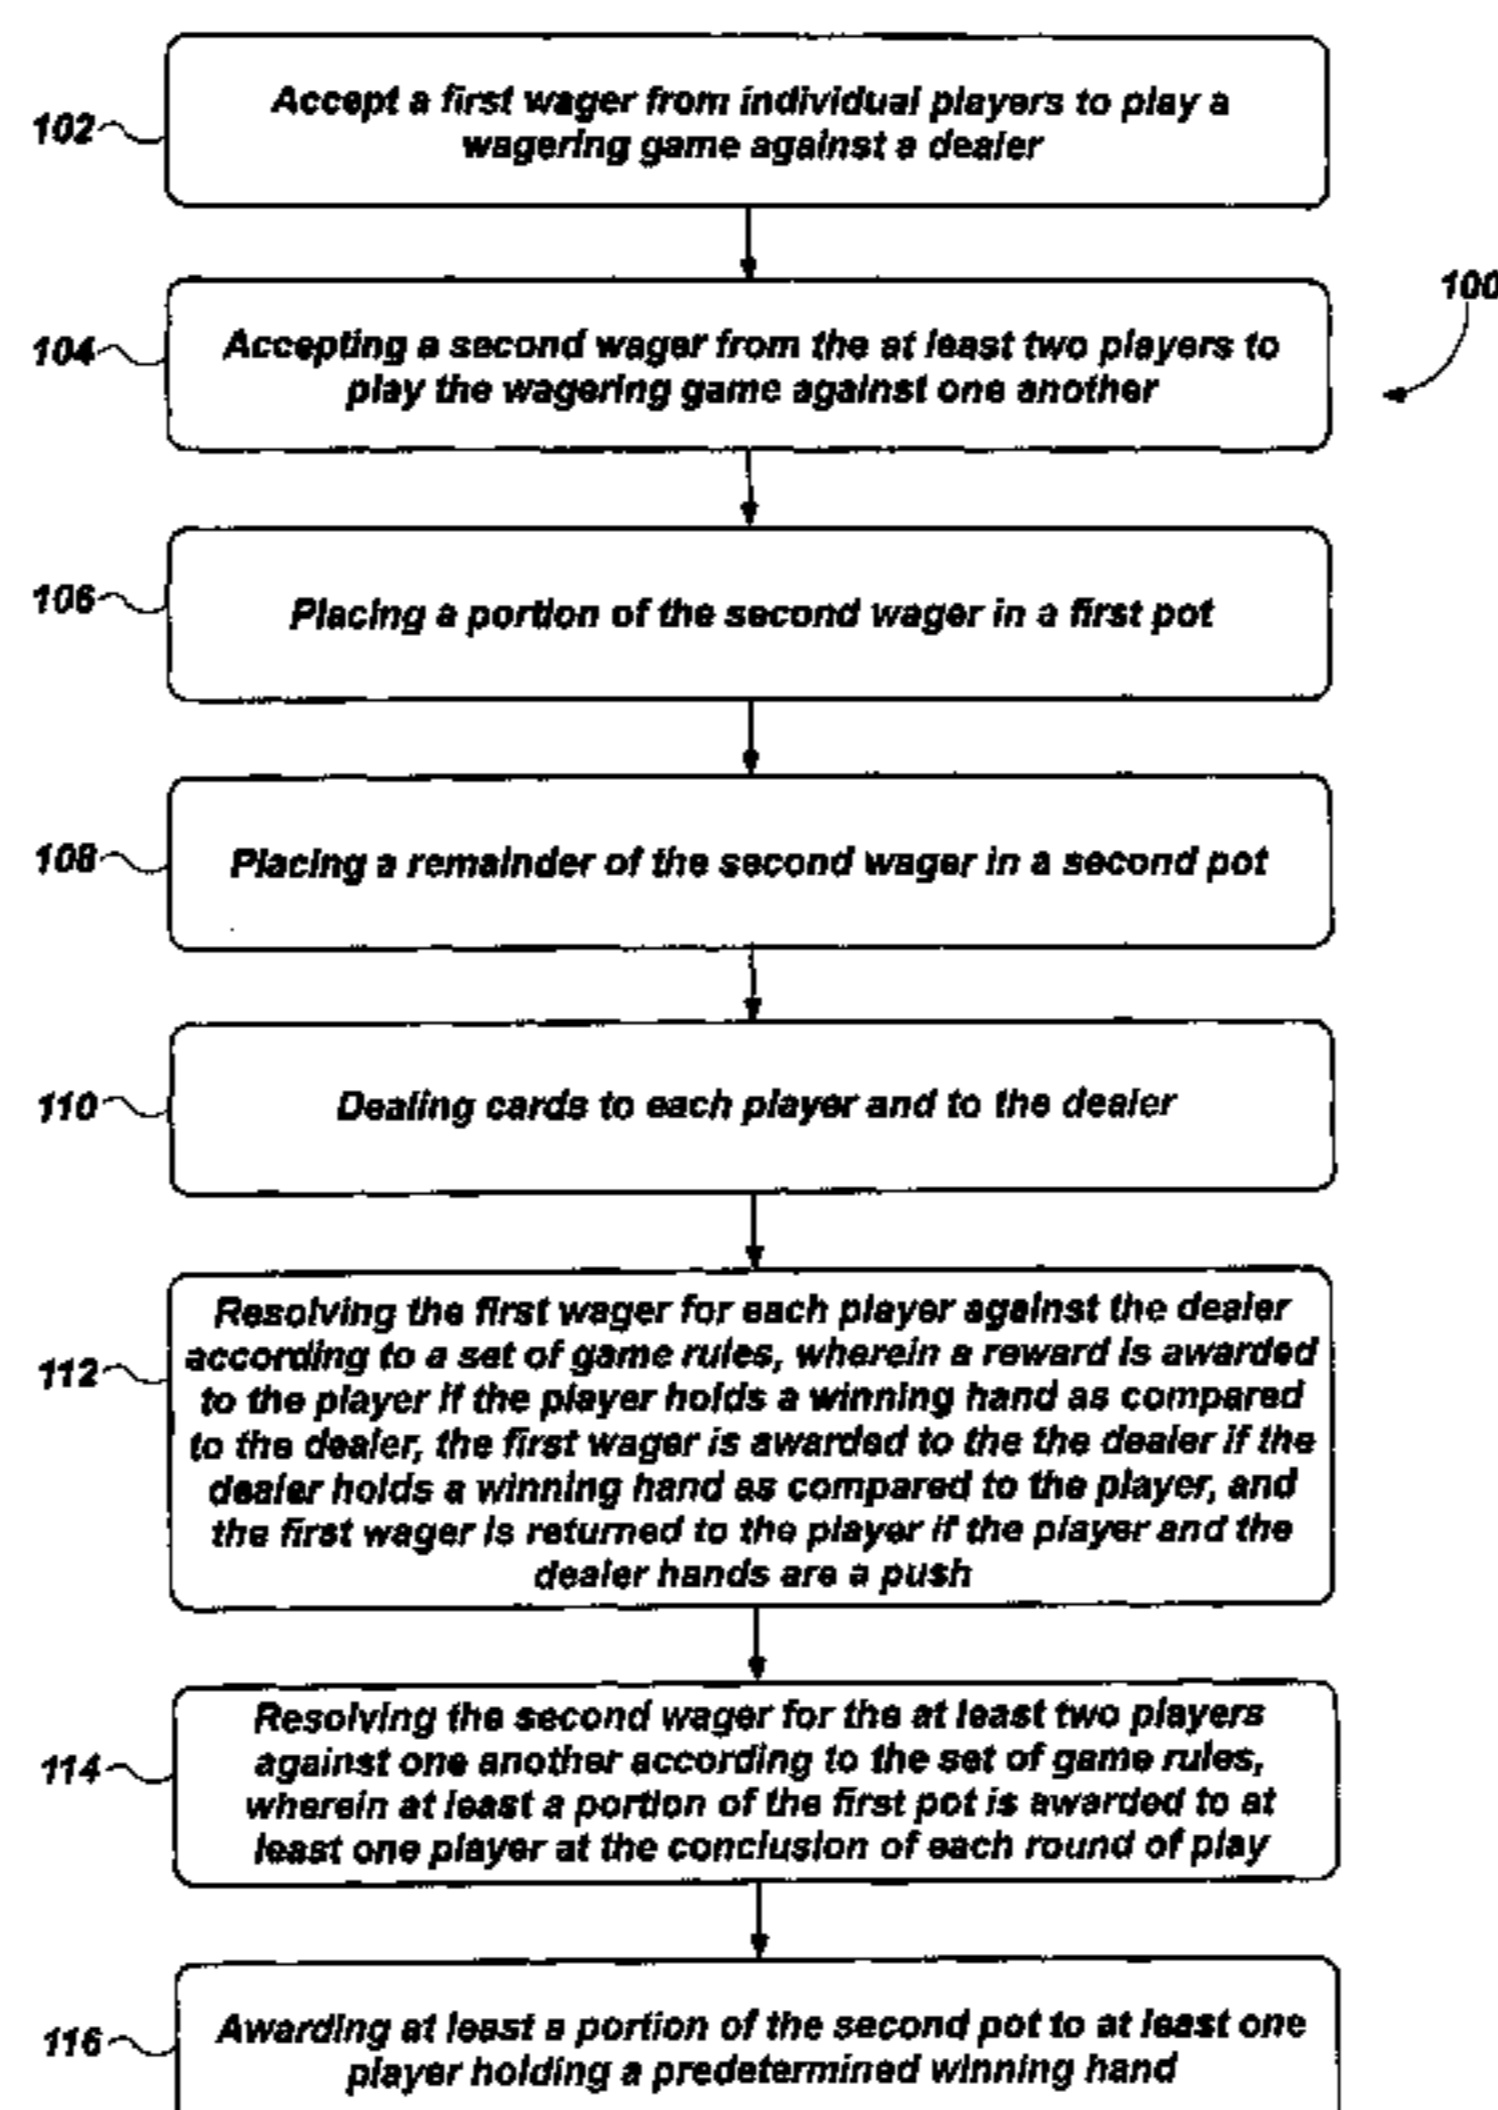 102
Accept a first wager from individual players to play a
wagering game against a dealer
100
104
Accepting a second wager from the at least two players to
play the wagering game against one another
106
Placing a portion of the second wager in a first pot
108
Placing a remainder of the second wager in a second pot
110
Dealing cards to each player and to the dealer
112
Resolving the first wager for each player against the dealer
according to a set of game rules, wherein a reward is awarded
to the player if the player holds a winning hand as compared
to the dealer, the first wager is awarded to the the dealer if the
dealer holds a winning hand as compared to the player, and
the first wager is returned to the player if the player and the
dealer hands are a push
114
Resolving the second wager for the at least two players
against one another according to the set of game rules,
wherein at least a portion of the first pot is awarded to at
least one player at the conclusion of each round of play
116
Awarding at least a portion of the second pot to at least one
player holding a predetermined winning hand